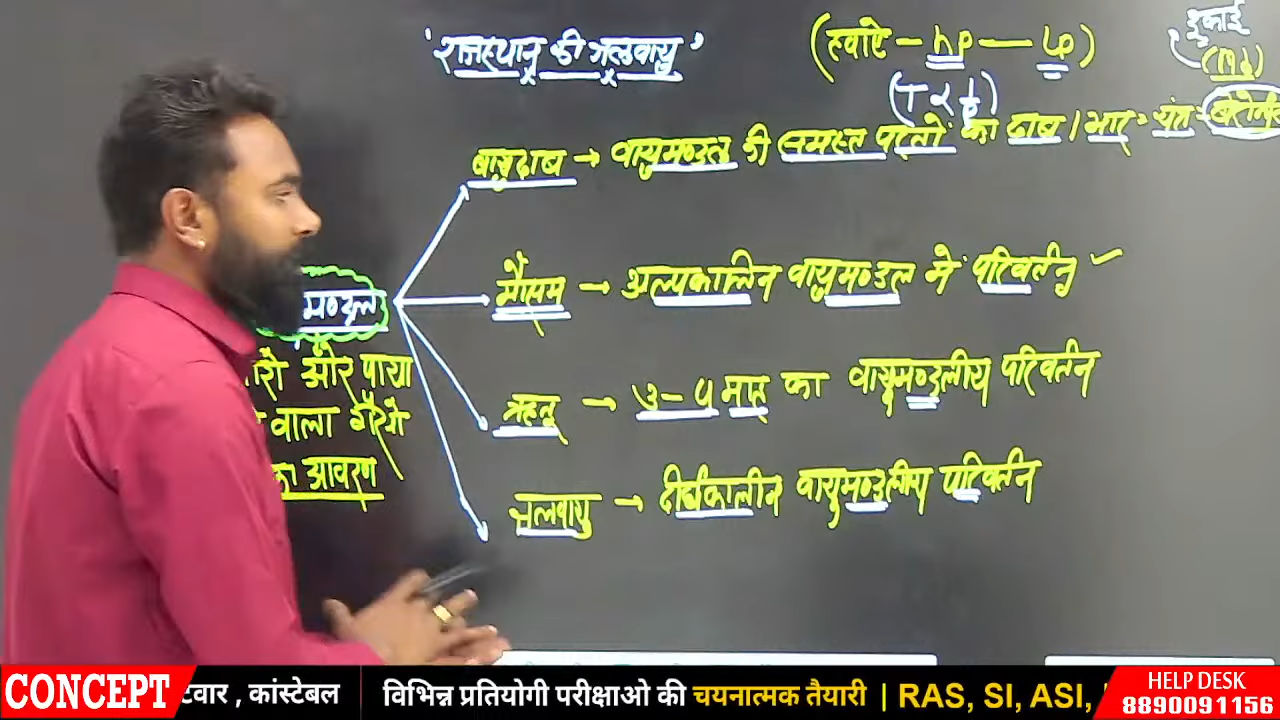 'राजस्थान की जलवायु'
(हवाऐ – HP — LP)
इकाई
(Mb)
(T ∝ 1/P)
वायुदाब → वायुमण्डल की समस्त परतों का दाब / भार = यंत्र
मौसम → अल्पकालिन वायुमण्डल में परिवर्तन
मण्डल
ऋतु → 3-4 माह का वायुमण्डलीय परिवर्तन
और पाया
वाला गैसों
का आवरण
जलवायु → दीर्घकालीन वायुमण्डलीय परिवर्तन
CONCEPT
टवार , कांस्टेबल
विभिन्न प्रतियोगी परीक्षाओ की चयनात्मक तैयारी | RAS, SI, ASI,
HELP DESK
8890091156